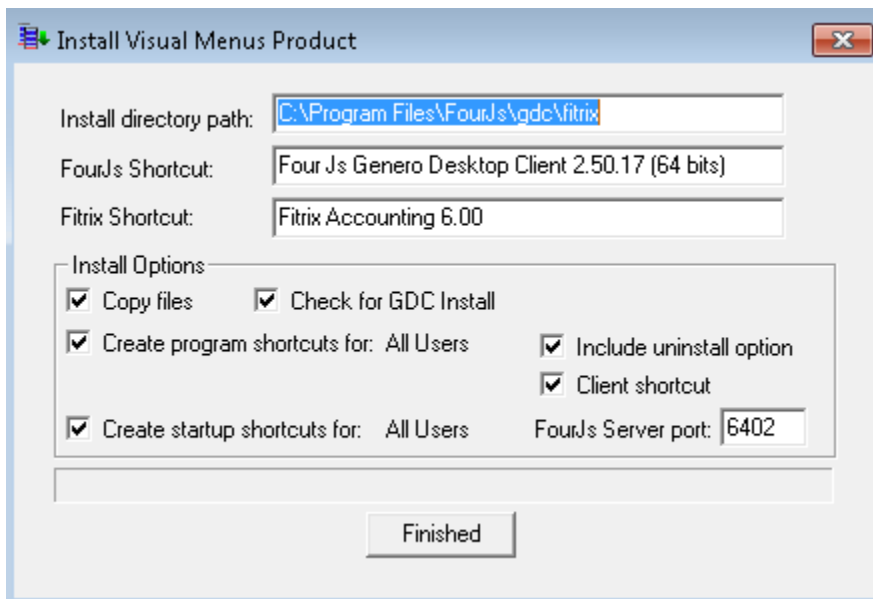 Install Visual Menus Product
Install directory path: C:\Program Files\FourJs\gdc\fitrix
FourJs Shortcut: Four Js Genero Desktop Client 2.50.17 (64 bits)
Fitrix Shortcut: Fitrix Accounting 6.00
Install Options
Copy files Check for GDC Install
Create program shortcuts for: All Users Include uninstall option
Client shortcut
Create startup shortcuts for: All Users FourJs Server port: 6402
Finished